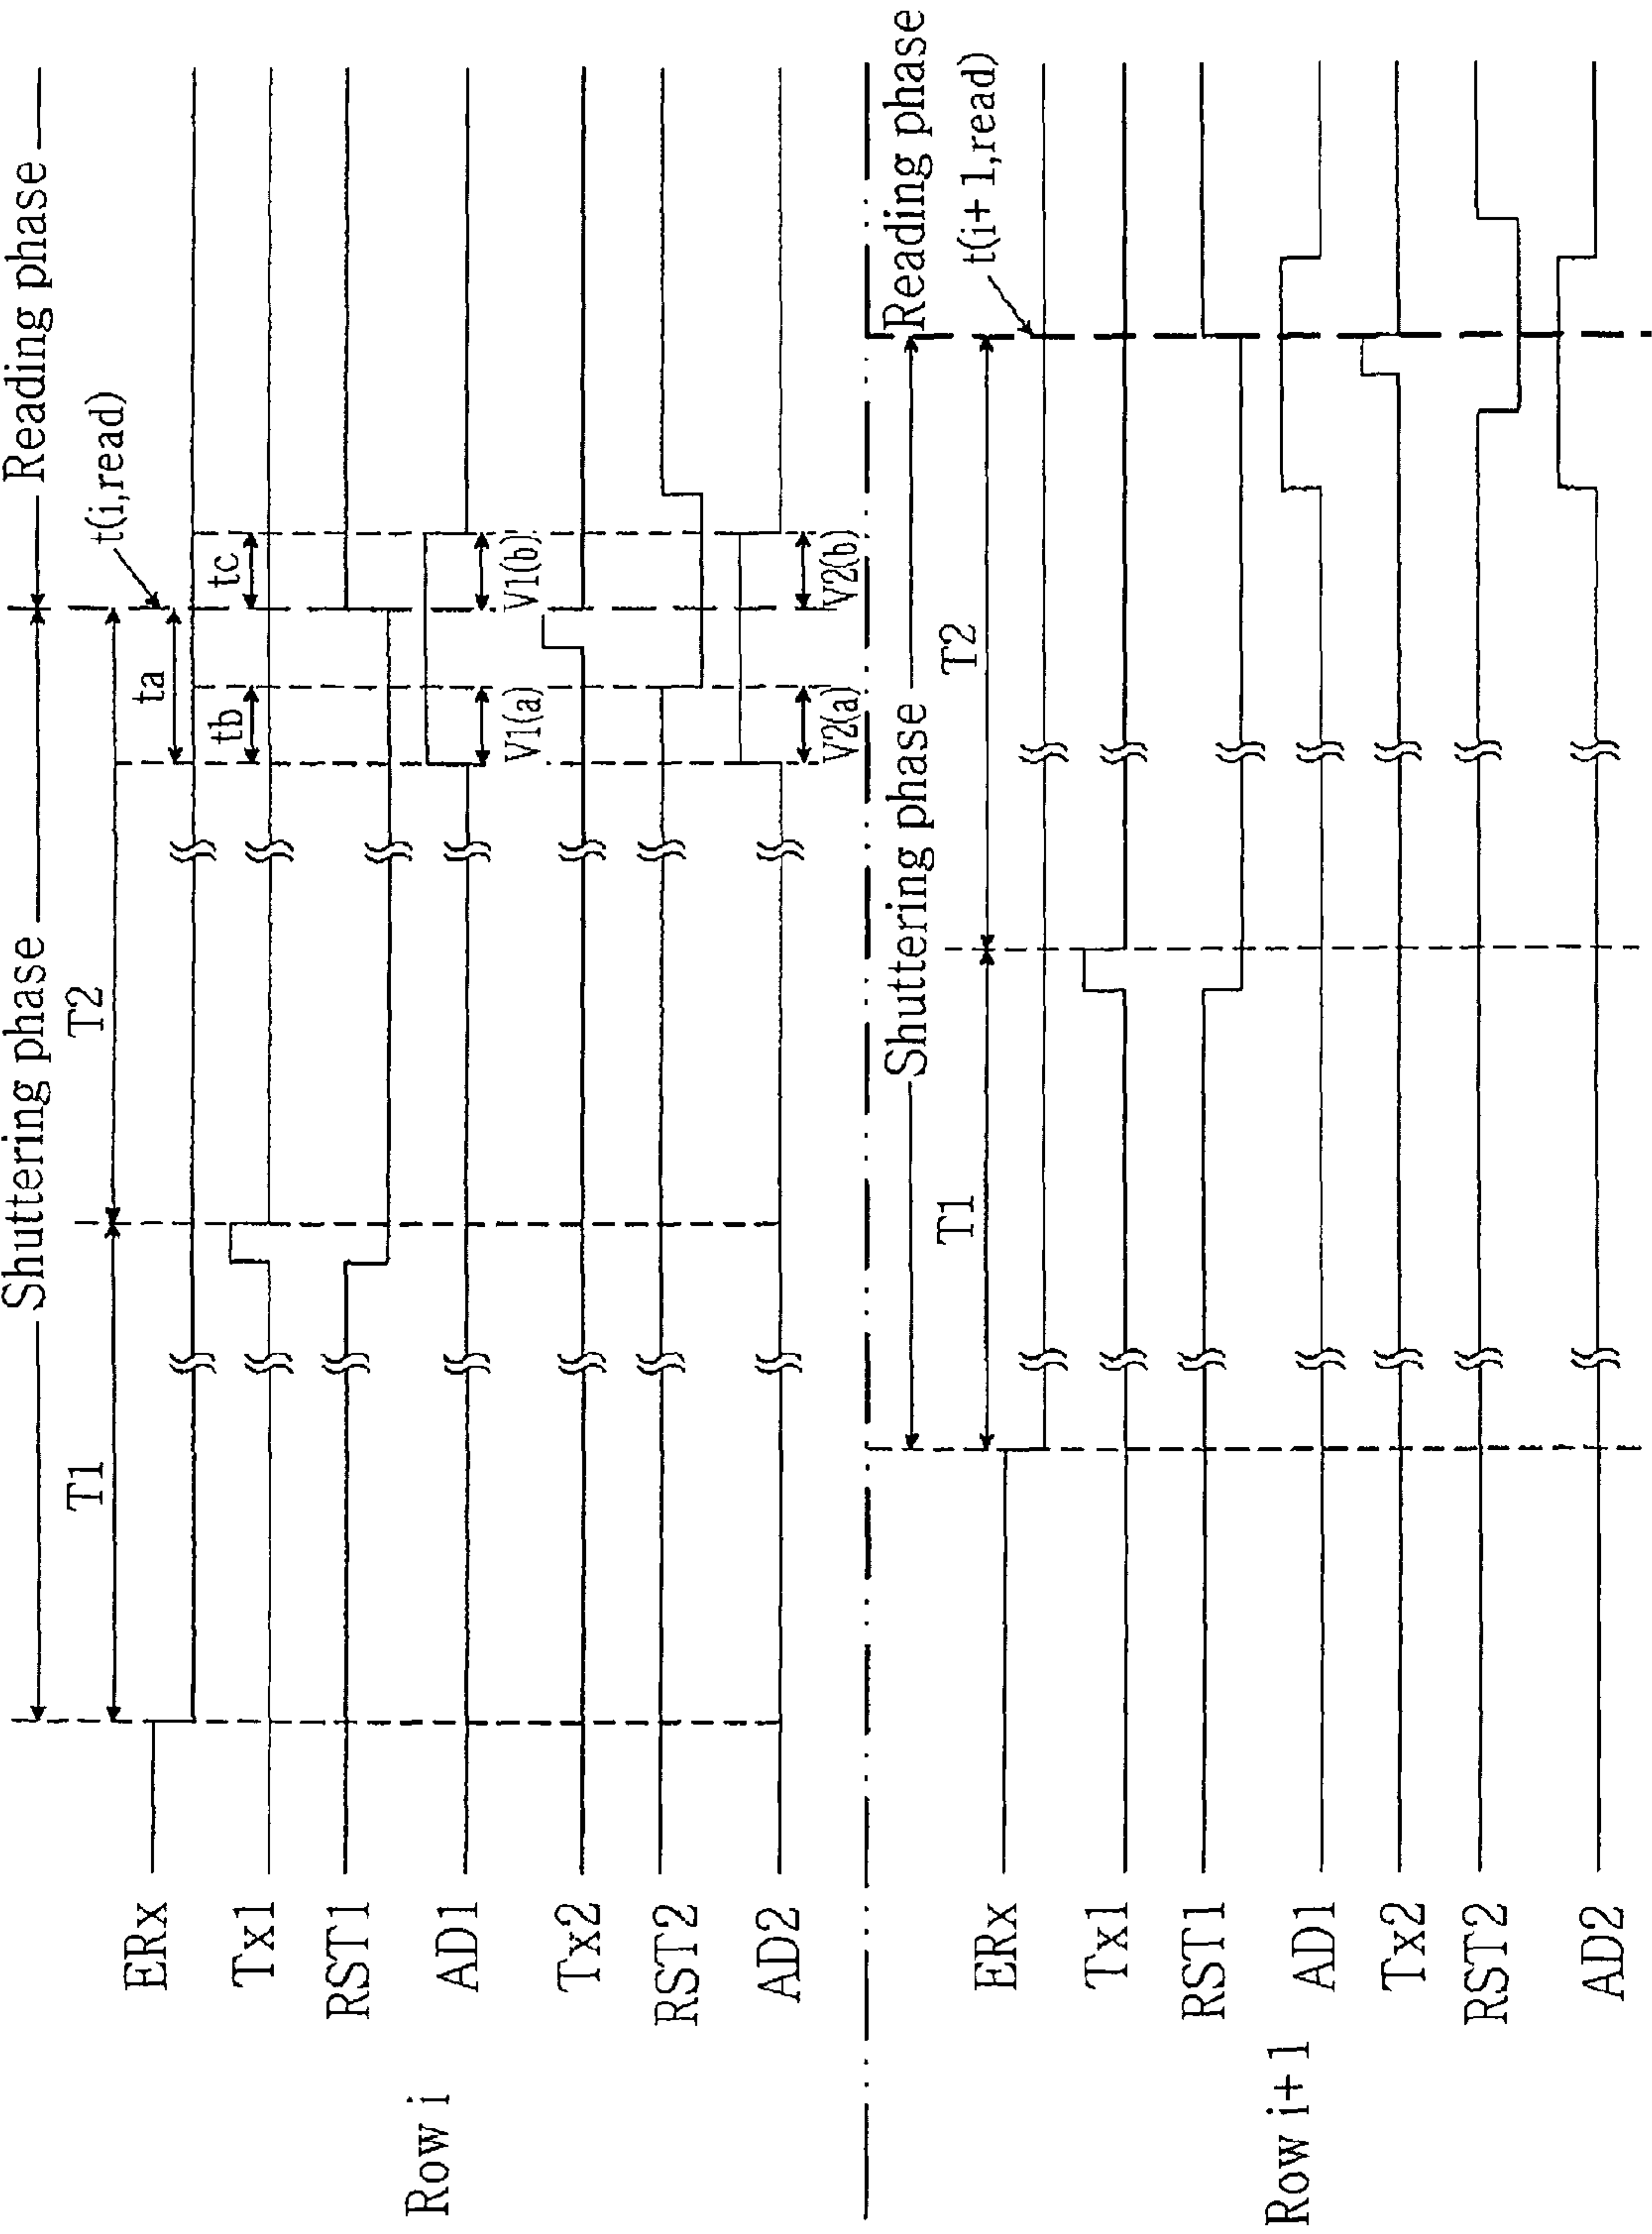 Shuttering phase
Reading phase
T1
T2
ta
t(i,read)
tb
tc
ERx
Tx1
RST1
AD1
V1(a)
V1(b)
Tx2
RST2
AD2
V2(a)
V2(b)
Row i
Shuttering phase
Reading phase
T1
T2
t(i+1,read)
ERx
Tx1
RST1
AD1
Tx2
RST2
AD2
Row i+1